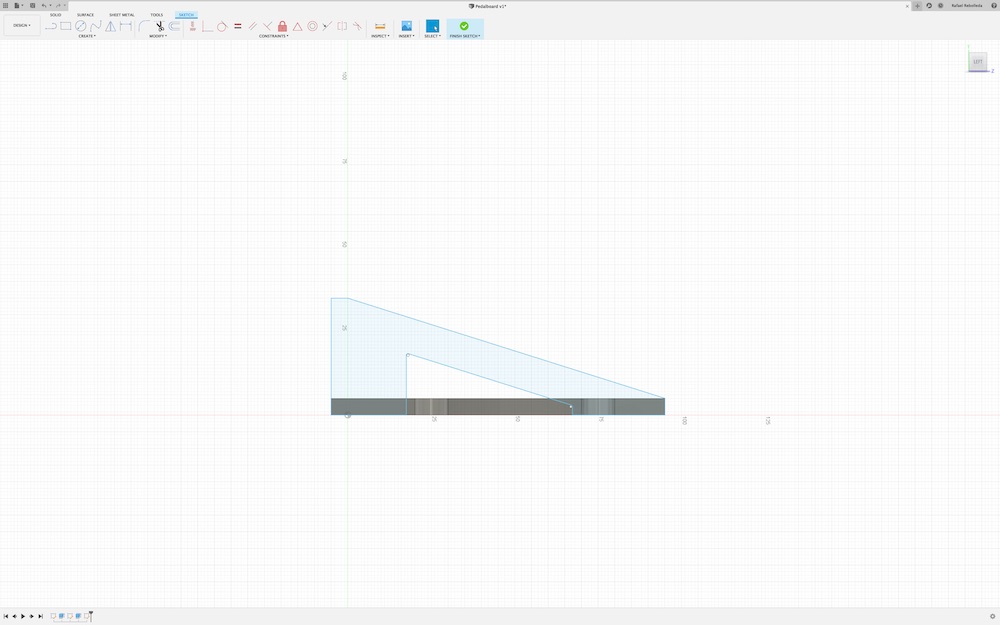 Pedalboard v1*
Rafael Rebolleda
SOLID SURFACE SHEET METAL TOOLS SKETCH
DESIGN
CREATE MODIFY CONSTRAINTS INSPECT INSERT SELECT FINISH SKETCH
LEFT
Z
100
75
50
25
25
50
75
100
125